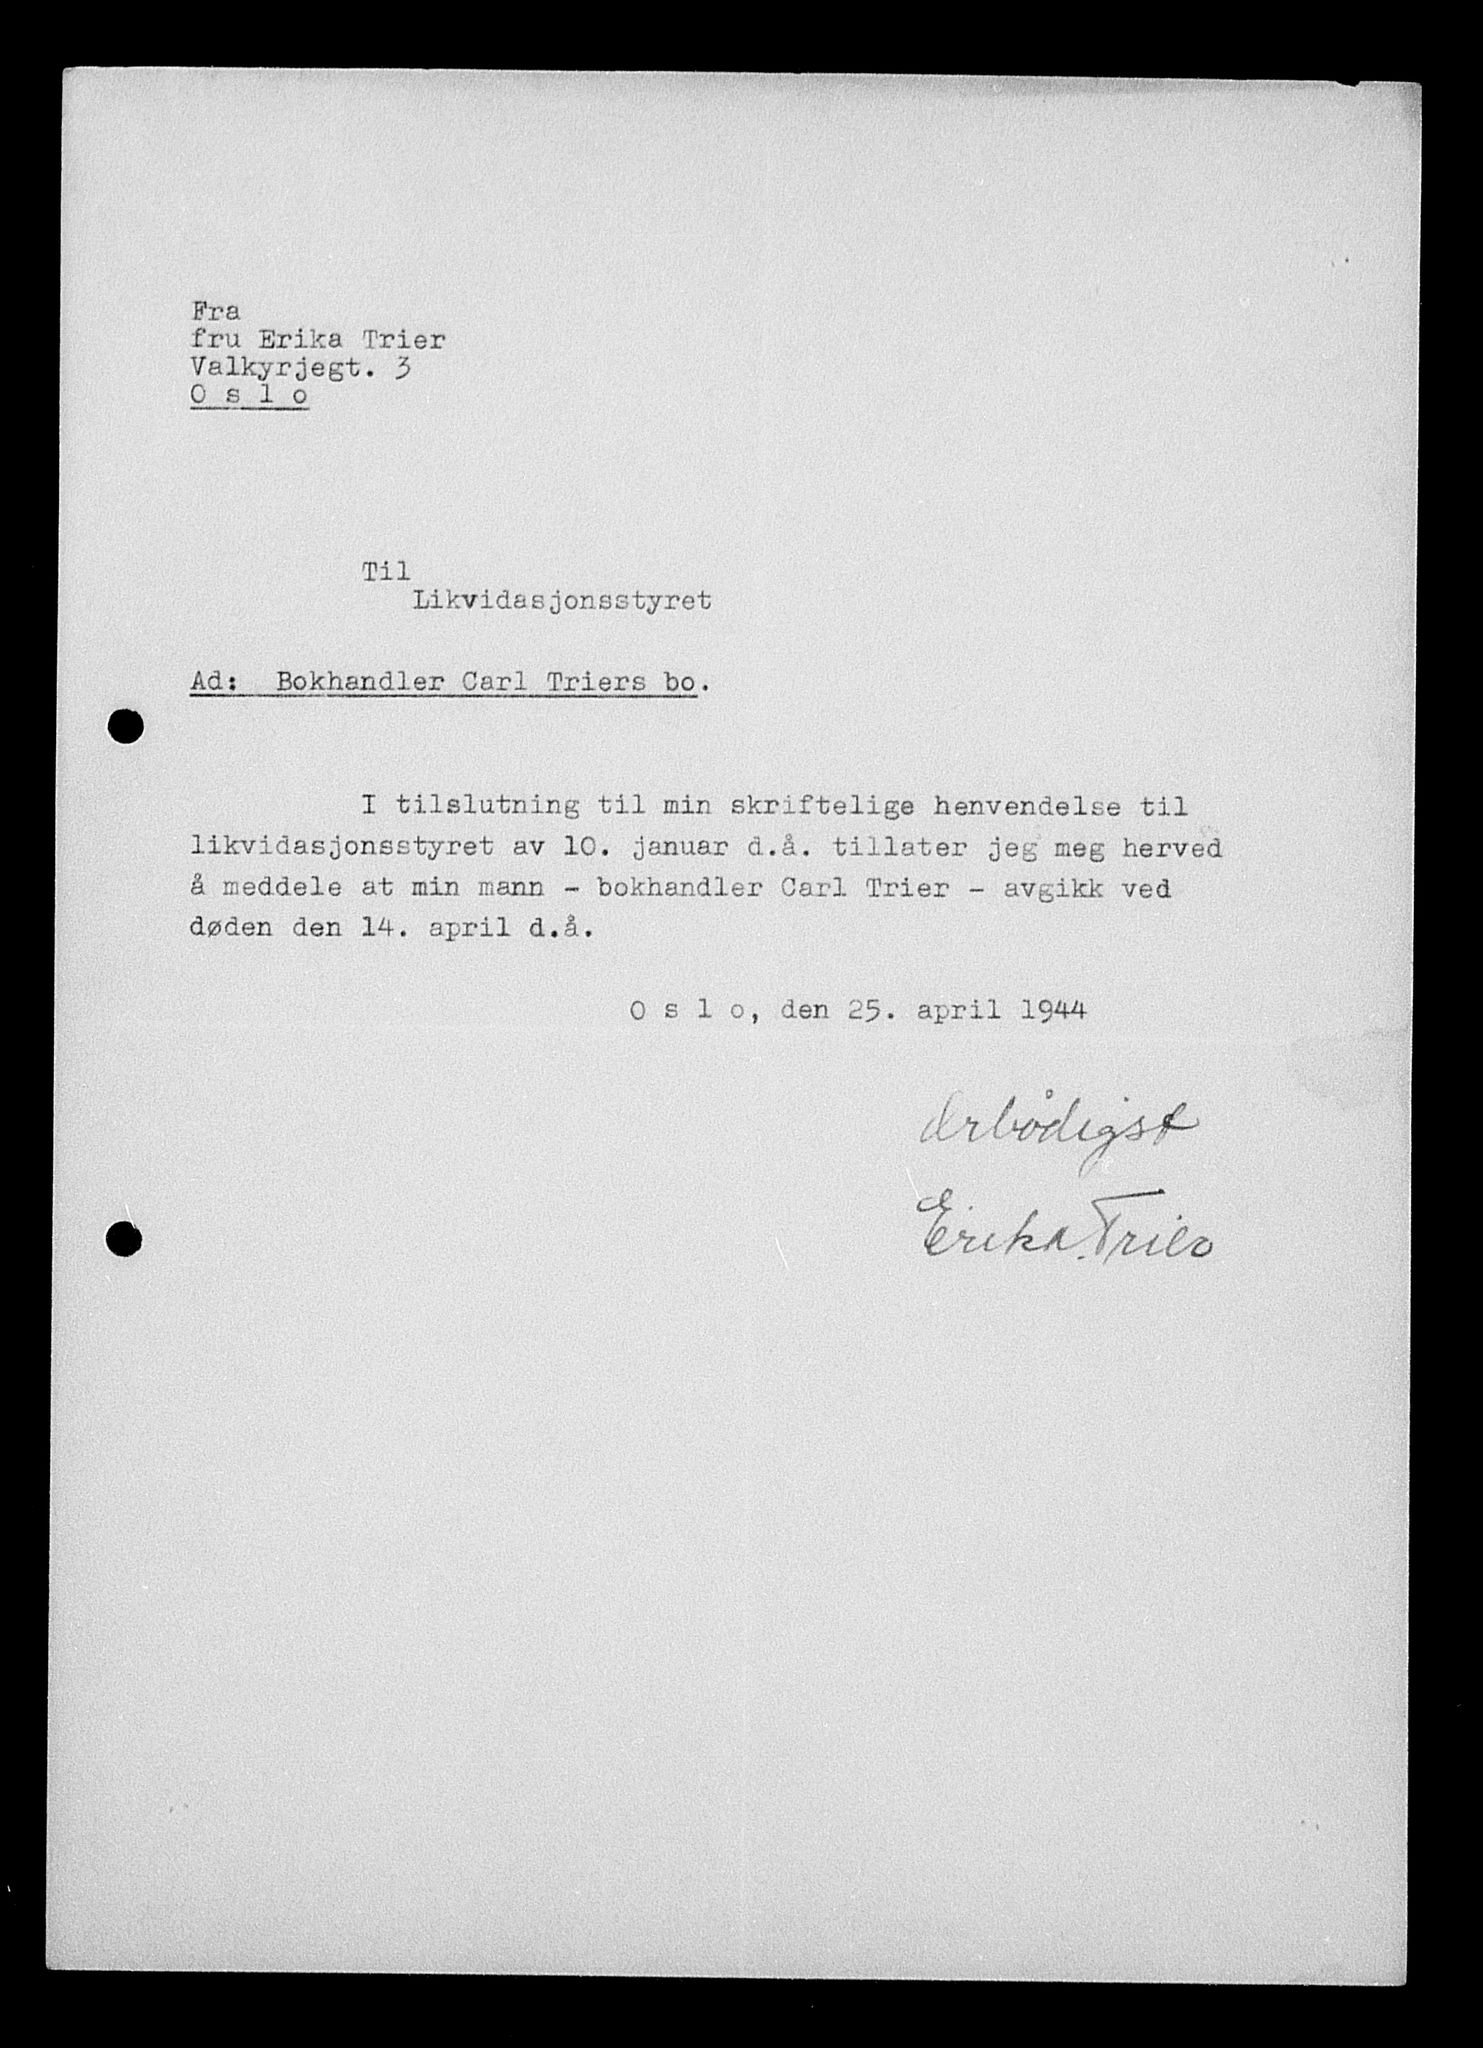 Fra
fru Erika Trier
Valkyrjegt. 3
O s l o
Til
Likvidasjonsstyret
Ad: Bokhandler Carl Triers bo.
I tilslutning til min skriftelige henvendelse til
likvidasjonsstyret av 10. januar d.å. tillater jeg meg herved
å meddele at min mann - bokhandler Carl Trier - avgikk ved
døden den 14. april d.å.
O s l o, den 25. april 1944
Ærbödigst
Erika Trier